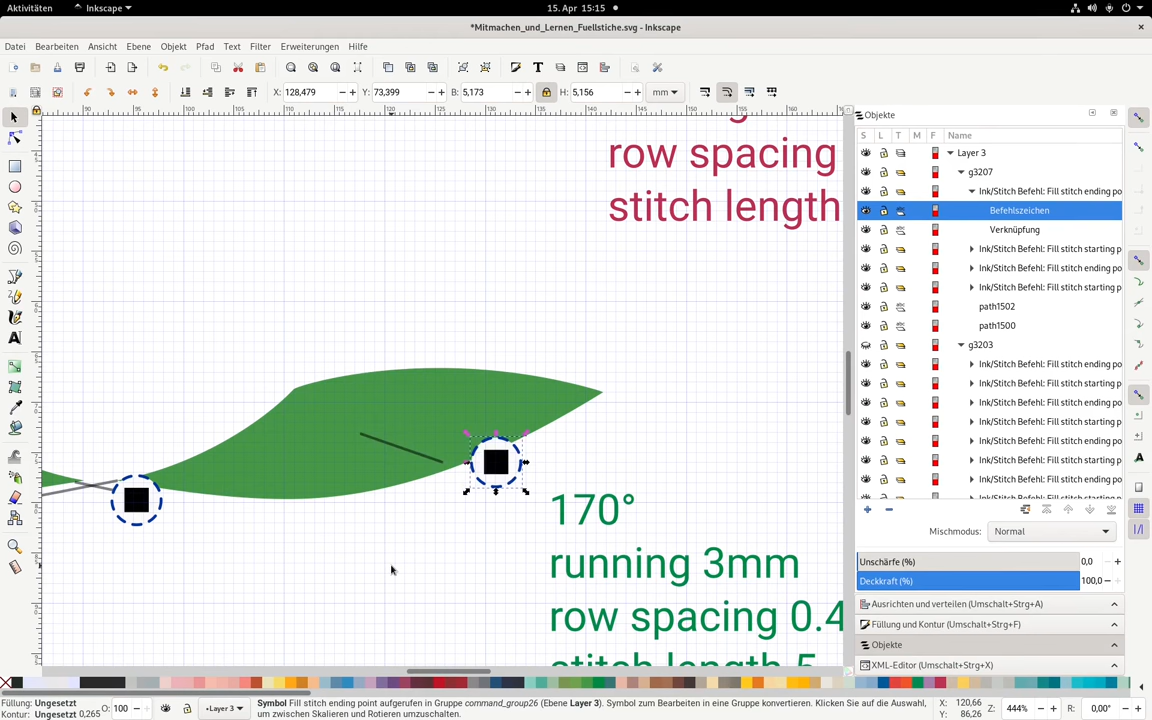 Aktivitäten
Inkscape
15. Apr 15:15
*Mitmachen_und_Lernen_Fuellstiche.svg - Inkscape
Datei Bearbeiten Ansicht Ebene Objekt Pfad Text Filter Erweiterungen Hilfe
X: 128,479 Y: 73,399 B: 5,173 H: 5,156 mm
Objekte
S L T M F Name
Layer 3
g3207
Ink/Stitch Befehl: Fill stitch ending po
Befehlszeichen
Verknüpfung
Ink/Stitch Befehl: Fill stitch starting p
Ink/Stitch Befehl: Fill stitch ending po
Ink/Stitch Befehl: Fill stitch starting p
path1502
path1500
g3203
Ink/Stitch Befehl: Fill stitch ending po
Ink/Stitch Befehl: Fill stitch starting p
Ink/Stitch Befehl: Fill stitch ending po
Ink/Stitch Befehl: Fill stitch starting p
Ink/Stitch Befehl: Fill stitch ending po
Ink/Stitch Befehl: Fill stitch starting p
Ink/Stitch Befehl: Fill stitch ending po
row spacing
stitch length
170°
running 3mm
row spacing 0.4
stitch length 5
Mischmodus: Normal
Unschärfe (%) 0,0
Deckkraft (%) 100,0
Ausrichten und verteilen (Umschalt+Strg+A)
Füllung und Kontur (Umschalt+Strg+F)
Objekte
XML-Editor (Umschalt+Strg+X)
Füllung: Ungesetzt
Kontur: Ungesetzt 0,265
O: 100
Layer 3
Symbol Fill stitch ending point aufgerufen in Gruppe command_group26 (Ebene Layer 3). Symbol zum Bearbeiten in eine Gruppe konvertieren. Klicken Sie auf die Auswahl, um zwischen Skalieren und Rotieren umzuschalten.
X: 120,66
Y: 86,26
Z: 444%
R: 0,00°